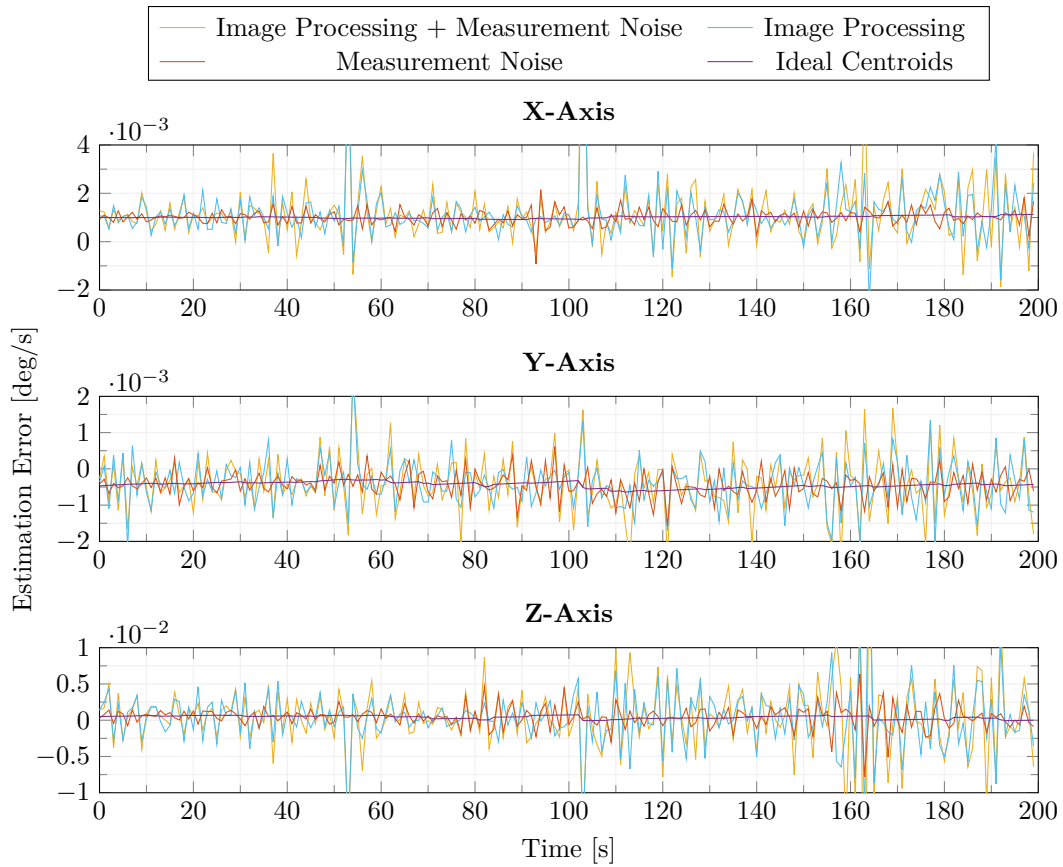 Image Processing + Measurement Noise Image Processing
Measurement Noise Ideal Centroids
X-Axis
·10−3
4
2
0
−2
0 20 40 60 80 100 120 140 160 180 200
Y-Axis
·10−3
2
0
−1
−2
0 20 40 60 80 100 120 140 160 180 200
Estimation Error [deg/s]
Z-Axis
·10−2
1
0.5
0
−0.5
−1
0 20 40 60 80 100 120 140 160 180 200
Time [s]